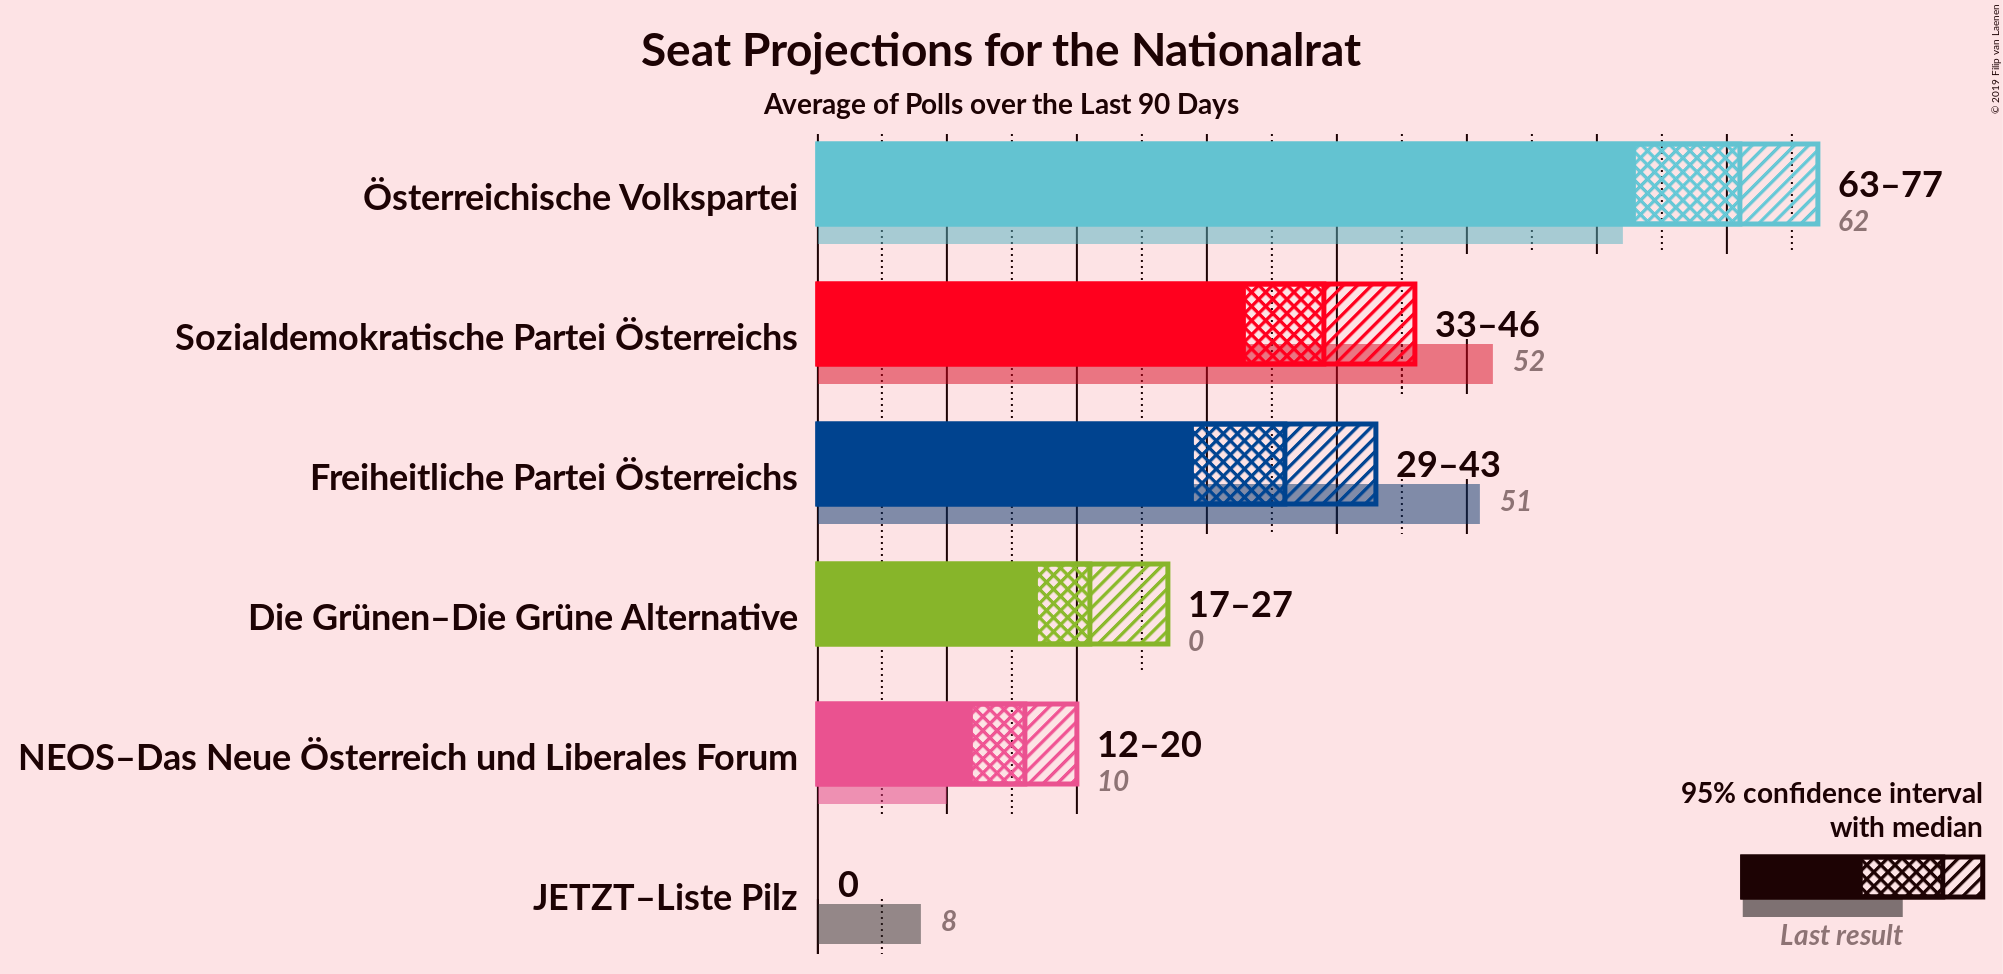 Seat Projections for the Nationalrat
Average of Polls over the Last 90 Days
© 2019 Filip van Laenen
Österreichische Volkspartei
63–77
62
Sozialdemokratische Partei Österreichs
33–46
52
Freiheitliche Partei Österreichs
29–43
51
Die Grünen–Die Grüne Alternative
17–27
0
NEOS–Das Neue Österreich und Liberales Forum
12–20
10
JETZT–Liste Pilz
0
8
95% confidence interval
with median
Last result